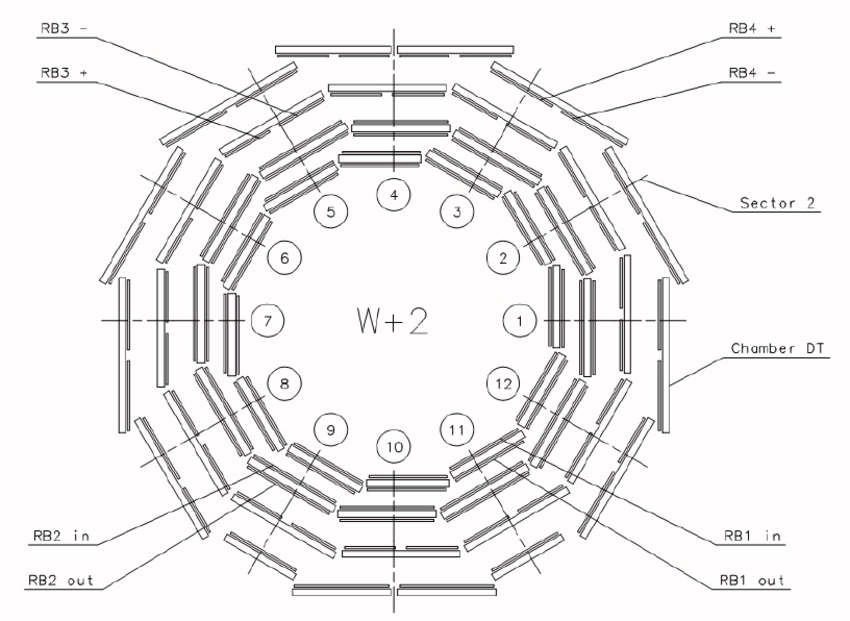 RB3 -
RB4 +
RB3 +
RB4 -
4
5
3
Sector 2
6
2
7
W+2
1
Chamber DT
8
12
9
11
10
RB2 in
RB1 in
RB2 out
RB1 out